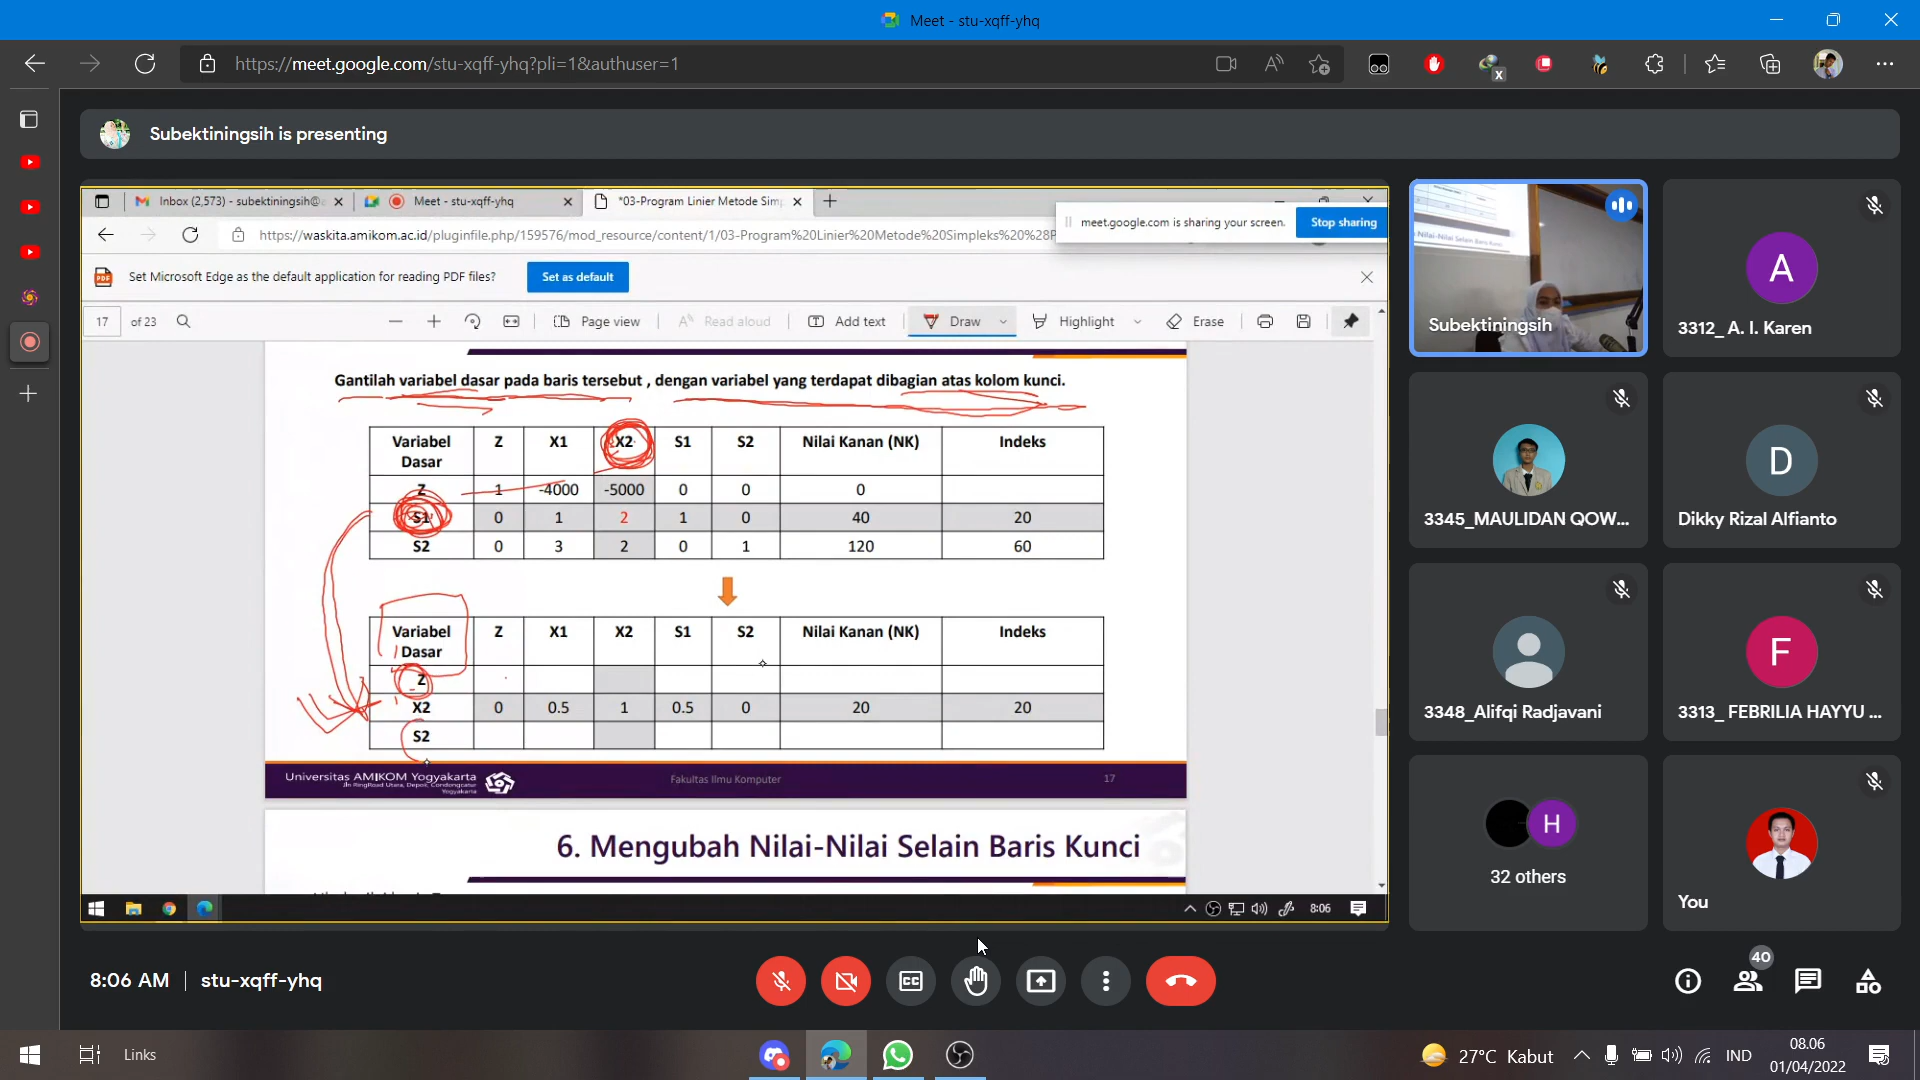 Meet - stu-xqff-yhq
https://meet.google.com/stu-xqff-yhq?pli=1&authuser=1
Subektiningsih is presenting
Inbox (2,573) - subektiningsih@
Meet - stu-xqff-yhq
*03-Program Linier Metode Sim
https://waskita.amikom.ac.id/pluginfile.php/159576/mod_resource/content/1/03-Program%20Linier%20Metode%20Simpleks%20%28P
meet.google.com is sharing your screen.
Stop sharing
Set Microsoft Edge as the default application for reading PDF files?
Set as default
17 of 23
Page view
Read aloud
Add text
Draw
Highlight
Erase
Gantilah variabel dasar pada baris tersebut , dengan variabel yang terdapat dibagian atas kolom kunci.
Variabel Dasar Z X1 X2 S1 S2 Nilai Kanan (NK) Indeks
Z 1 -4000 -5000 0 0 0
S1 0 1 2 1 0 40 20
S2 0 3 2 0 1 120 60
Variabel Dasar Z X1 X2 S1 S2 Nilai Kanan (NK) Indeks
Z
X2 0 0.5 1 0.5 0 20 20
S2
Universitas AMIKOM Yogyakarta
Jln RingRoad Utara, Depok, Condongcatur
Yogyakarta
Fakultas Ilmu Komputer
17
6. Mengubah Nilai-Nilai Selain Baris Kunci
8:06
Subektiningsih
A
3312_ A. I. Karen
3345_MAULIDAN QOW...
D
Dikky Rizal Alfianto
3348_Alifqi Radjavani
F
3313_ FEBRILIA HAYYU ...
H
32 others
You
8:06 AM | stu-xqff-yhq
40
Links
27°C Kabut
IND
08.06
01/04/2022